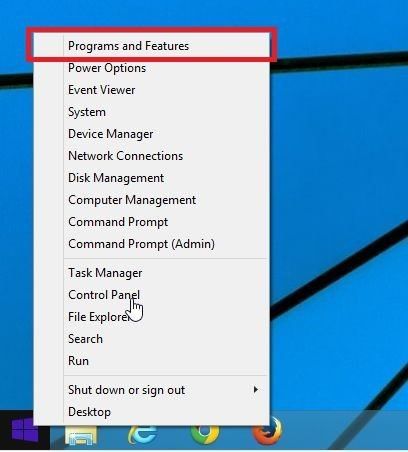 Programs and Features
Power Options
Event Viewer
System
Device Manager
Network Connections
Disk Management
Computer Management
Command Prompt
Command Prompt (Admin)
Task Manager
Control Panel
File Explorer
Search
Run
Shut down or sign out
Desktop